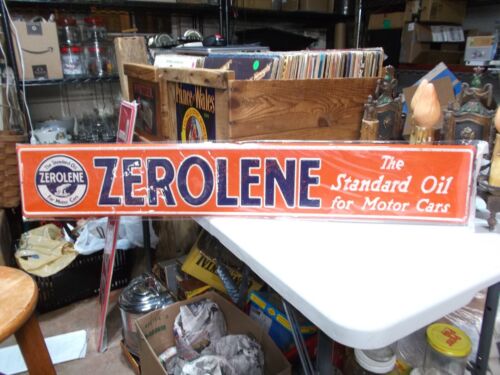 The Standard Oil
ZEROLENE
For Motor Cars
ZEROLENE
The
Standard Oil
for Motor Cars